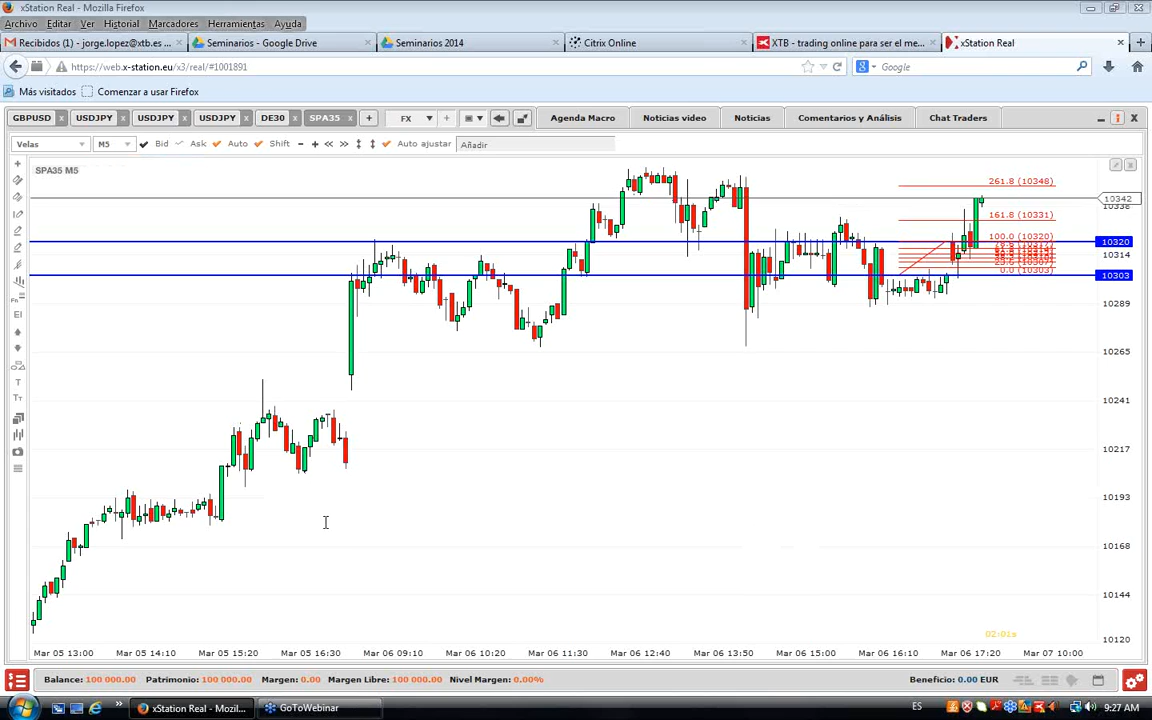 xStation Real - Mozilla Firefox
Archivo Editar Ver Historial Marcadores Herramientas Ayuda
Recibidos (1) - jorge.lopez@xtb.es ... Seminarios - Google Drive Seminarios 2014 Citrix Online XTB - trading online para ser el me... xStation Real
https://web.x-station.eu/x3/real/#1001891 Google
Más visitados Comenzar a usar Firefox
GBPUSD USDJPY USDJPY USDJPY DE30 SPA35 FX Agenda Macro Noticias video Noticias Comentarios y Análisis Chat Traders
Velas M5 Bid Ask Auto Shift Auto ajustar Añadir
SPA35 M5
261.8 (10348)
10342
10338
161.8 (10331)
100.0 (10320)
10320
10314
0.0 (10303)
10303
10289
10265
10241
10217
10193
10168
10144
10120
02:01s
Mar 05 13:00 Mar 05 14:10 Mar 05 15:20 Mar 05 16:30 Mar 06 09:10 Mar 06 10:20 Mar 06 11:30 Mar 06 12:40 Mar 06 13:50 Mar 06 15:00 Mar 06 16:10 Mar 06 17:20 Mar 07 10:00
Balance: 100 000.00 Patrimonio: 100 000.00 Margen: 0.00 Margen Libre: 100 000.00 Nivel Margen: 0.00% Beneficio: 0.00 EUR
xStation Real - Mozil... GoToWebinar ES 9:27 AM